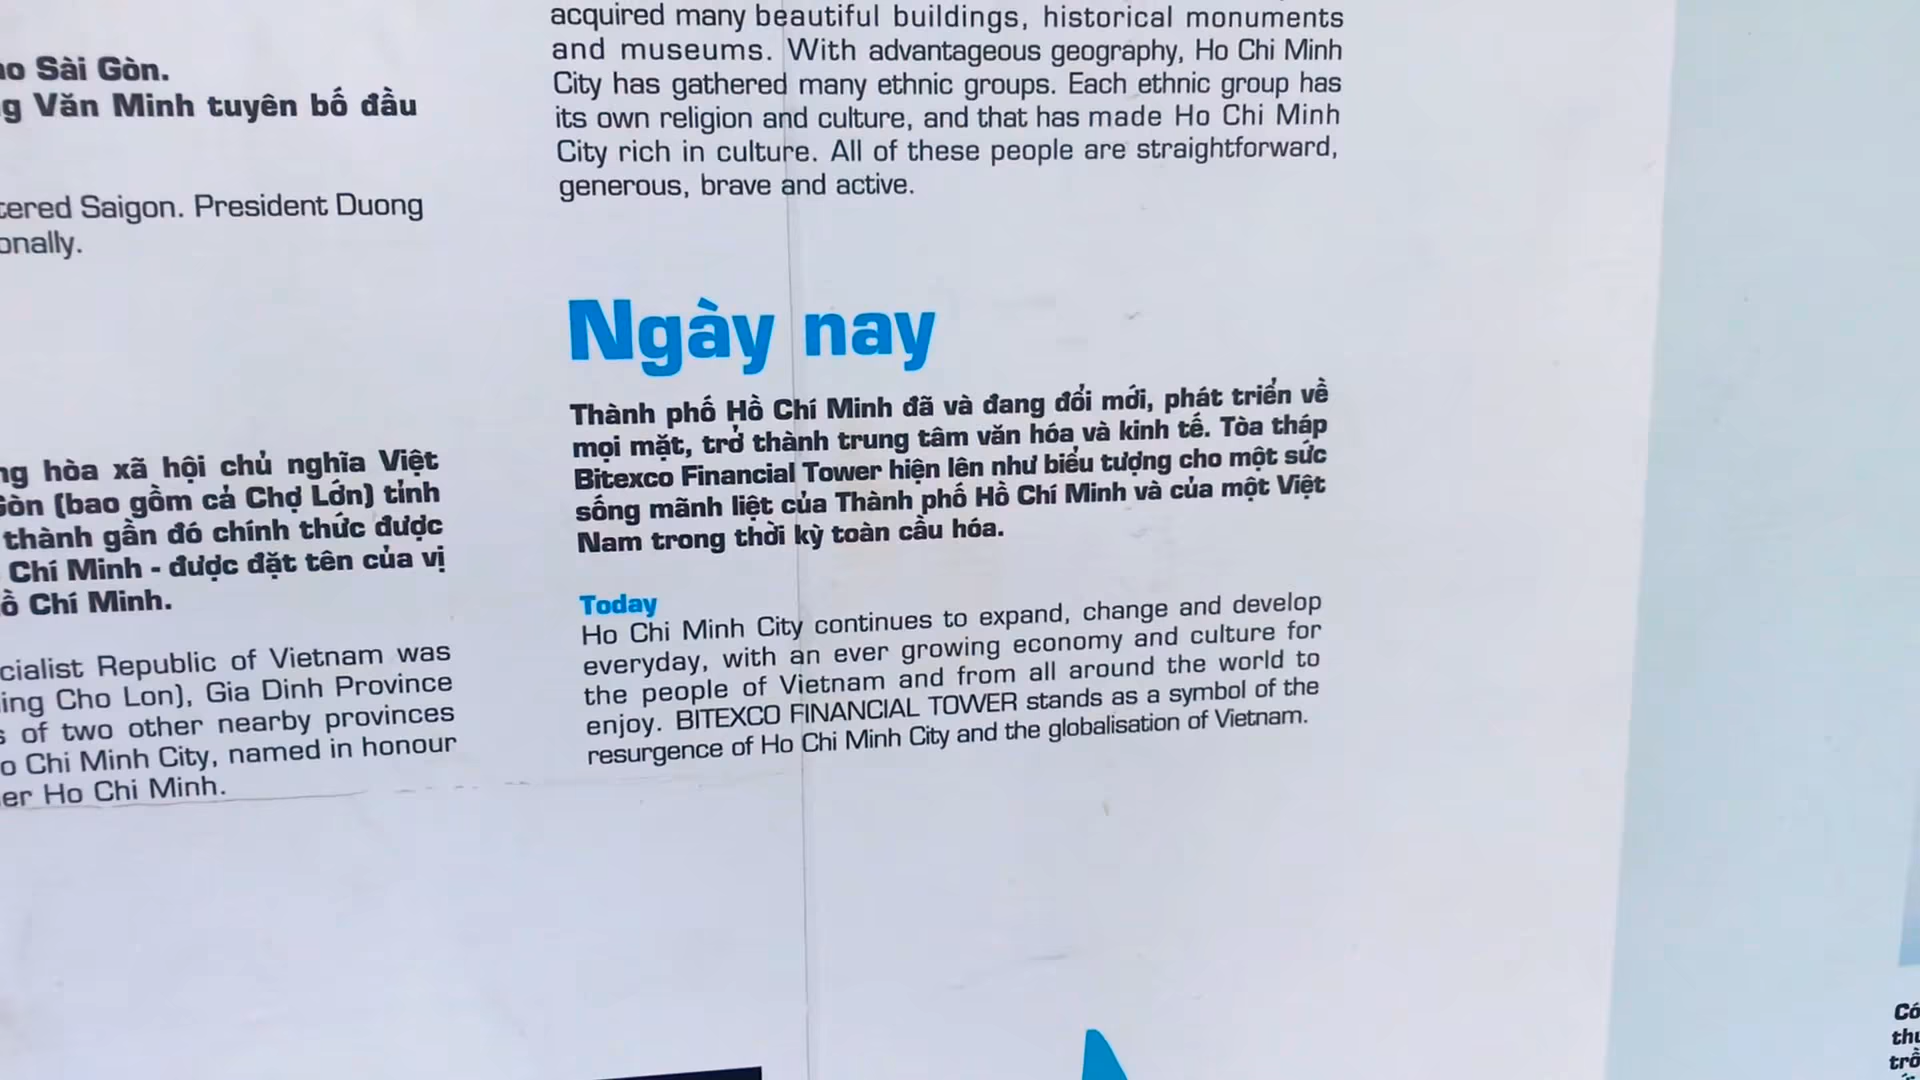 Sài Gòn.
Văn Minh tuyên bố đầu
Saigon. President Duong
hòa xã hội chủ nghĩa Việt
(bao gồm cả Chợ Lớn) tỉnh
thành gần đó chính thức được
Chí Minh - được đặt tên của vị
Chí Minh.
Republic of Vietnam was
Cho Lon), Gia Dinh Province
of two other nearby provinces
Chi Minh City, named in honour
Ho Chi Minh.
acquired many beautiful buildings, historical monuments
and museums. With advantageous geography, Ho Chi Minh
City has gathered many ethnic groups. Each ethnic group has
its own religion and culture, and that has made Ho Chi Minh
City rich in culture. All of these people are straightforward,
generous, brave and active.
Ngày nay
Thành phố Hồ Chí Minh đã và đang đổi mới, phát triển về
mọi mặt, trở thành trung tâm văn hóa và kinh tế. Tòa tháp
Bitexco Financial Tower hiện lên như biểu tượng cho một sức
sống mãnh liệt của Thành phố Hồ Chí Minh và của một Việt
Nam trong thời kỳ toàn cầu hóa.
Today
Ho Chi Minh City continues to expand, change and develop
everyday, with an ever growing economy and culture for
the people of Vietnam and from all around the world to
enjoy. BITEXCO FINANCIAL TOWER stands as a symbol of the
resurgence of Ho Chi Minh City and the globalisation of Vietnam.